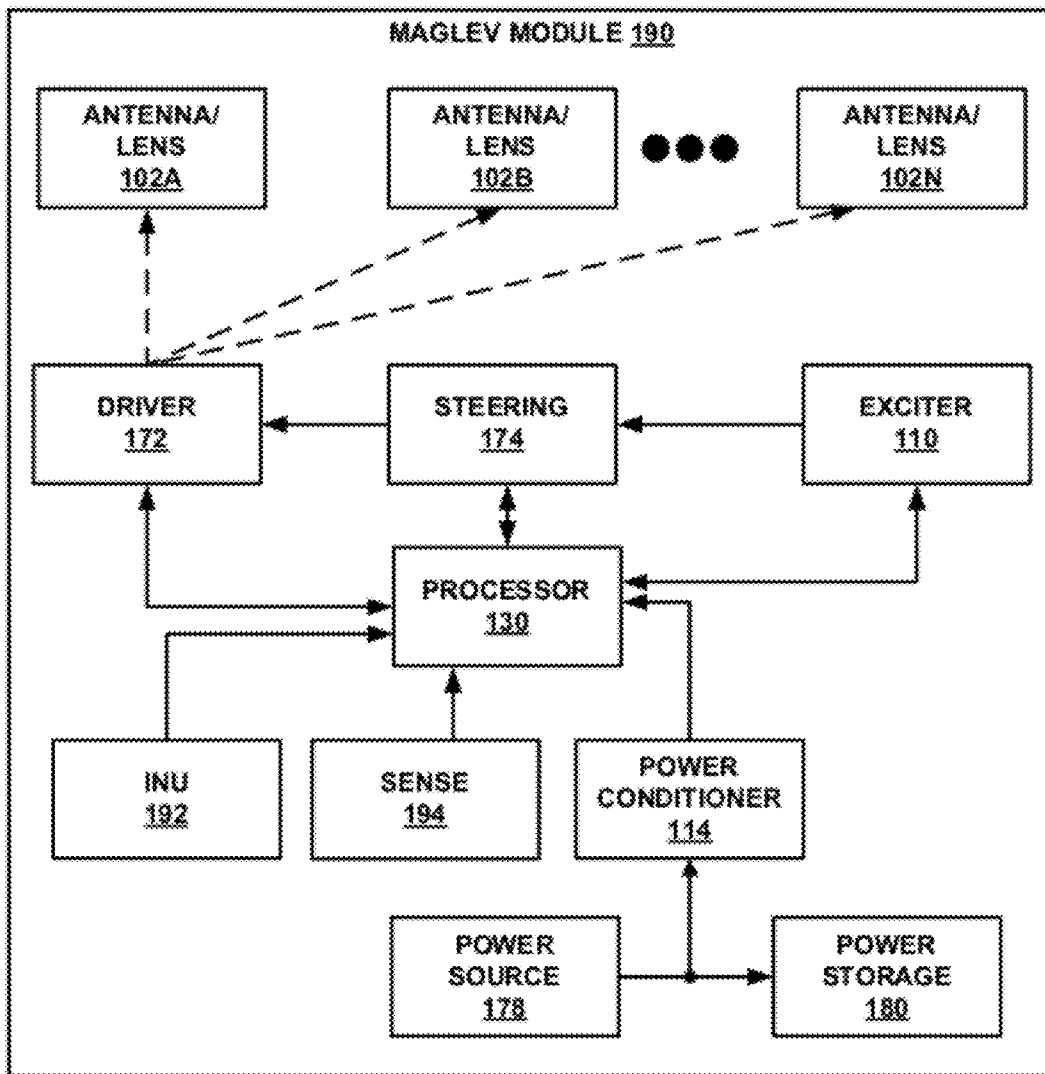 MAGLEV MODULE 190
ANTENNA/
LENS
102A
ANTENNA/
LENS
102B
ANTENNA/
LENS
102N
DRIVER
172
STEERING
174
EXCITER
110
PROCESSOR
130
INU
192
SENSE
194
POWER
CONDITIONER
114
POWER
SOURCE
178
POWER
STORAGE
180